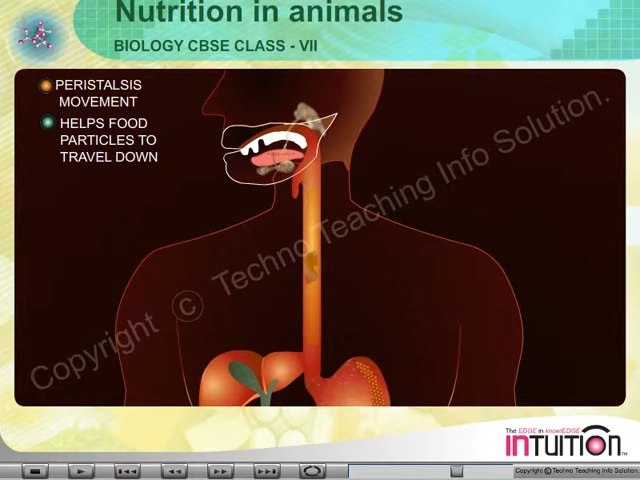 Nutrition in animals
BIOLOGY CBSE CLASS - VII
PERISTALSIS
MOVEMENT
HELPS FOOD
PARTICLES TO
TRAVEL DOWN
Copyright © Techno Teaching Info Solution.
The EDGE in knowlEDGE
INTUITION TM
Copyright © Techno Teaching Info Solution